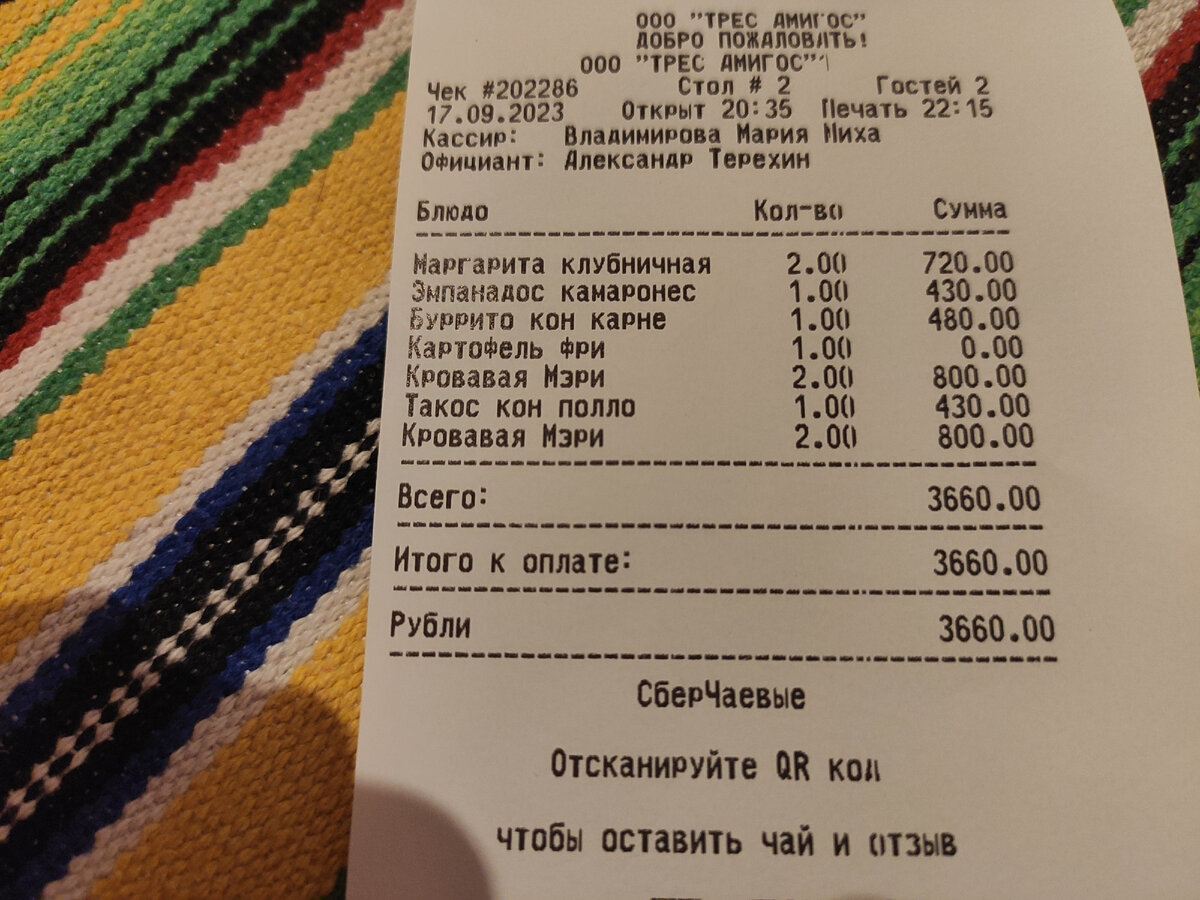 ООО "ТРЕС АМИГОС"
ДОБРО ПОЖАЛОВАТЬ!
ООО "ТРЕС АМИГОС"
Чек #202286 Стол # 2 Гостей 2
17.09.2023 Открыт 20:35 Печать 22:15
Кассир: Владимирова Мария Миха
Официант: Александр Терехин
Блюдо Кол-во Сумма
Маргарита клубничная 2.00 720.00
Эмпанадос камаронес 1.00 430.00
Буррито кон карне 1.00 480.00
Картофель фри 1.00 0.00
Кровавая Мэри 2.00 800.00
Такос кон полло 1.00 430.00
Кровавая Мэри 2.00 800.00
Всего: 3660.00
Итого к оплате: 3660.00
Рубли 3660.00
СберЧаевые
Отсканируйте QR код
чтобы оставить чай и отзыв